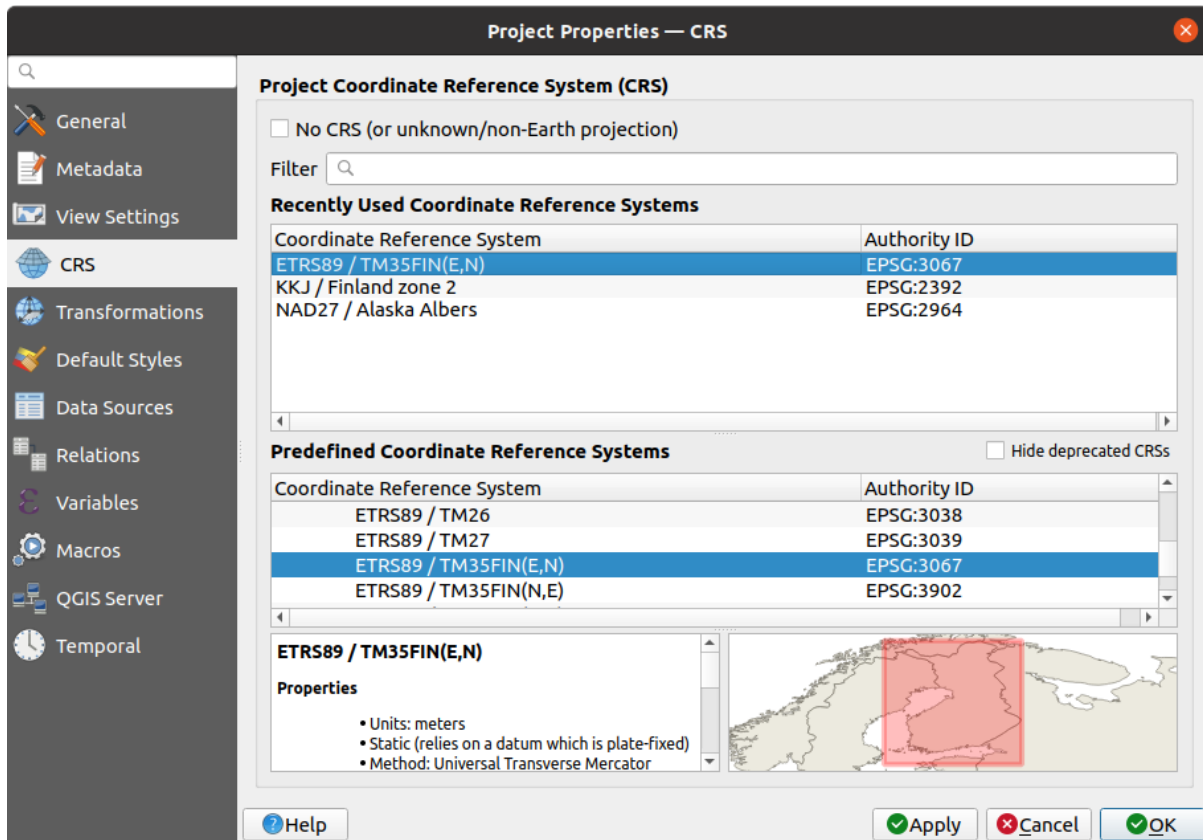 Project Properties — CRS
General
Metadata
View Settings
CRS
Transformations
Default Styles
Data Sources
Relations
Variables
Macros
QGIS Server
Temporal
Project Coordinate Reference System (CRS)
No CRS (or unknown/non-Earth projection)
Filter
Recently Used Coordinate Reference Systems
Coordinate Reference System Authority ID
ETRS89 / TM35FIN(E,N) EPSG:3067
KKJ / Finland zone 2 EPSG:2392
NAD27 / Alaska Albers EPSG:2964
Predefined Coordinate Reference Systems Hide deprecated CRSs
Coordinate Reference System Authority ID
ETRS89 / TM26 EPSG:3038
ETRS89 / TM27 EPSG:3039
ETRS89 / TM35FIN(E,N) EPSG:3067
ETRS89 / TM35FIN(N,E) EPSG:3902
ETRS89 / TM35FIN(E,N)
Properties
• Units: meters
• Static (relies on a datum which is plate-fixed)
• Method: Universal Transverse Mercator
Help Apply Cancel OK